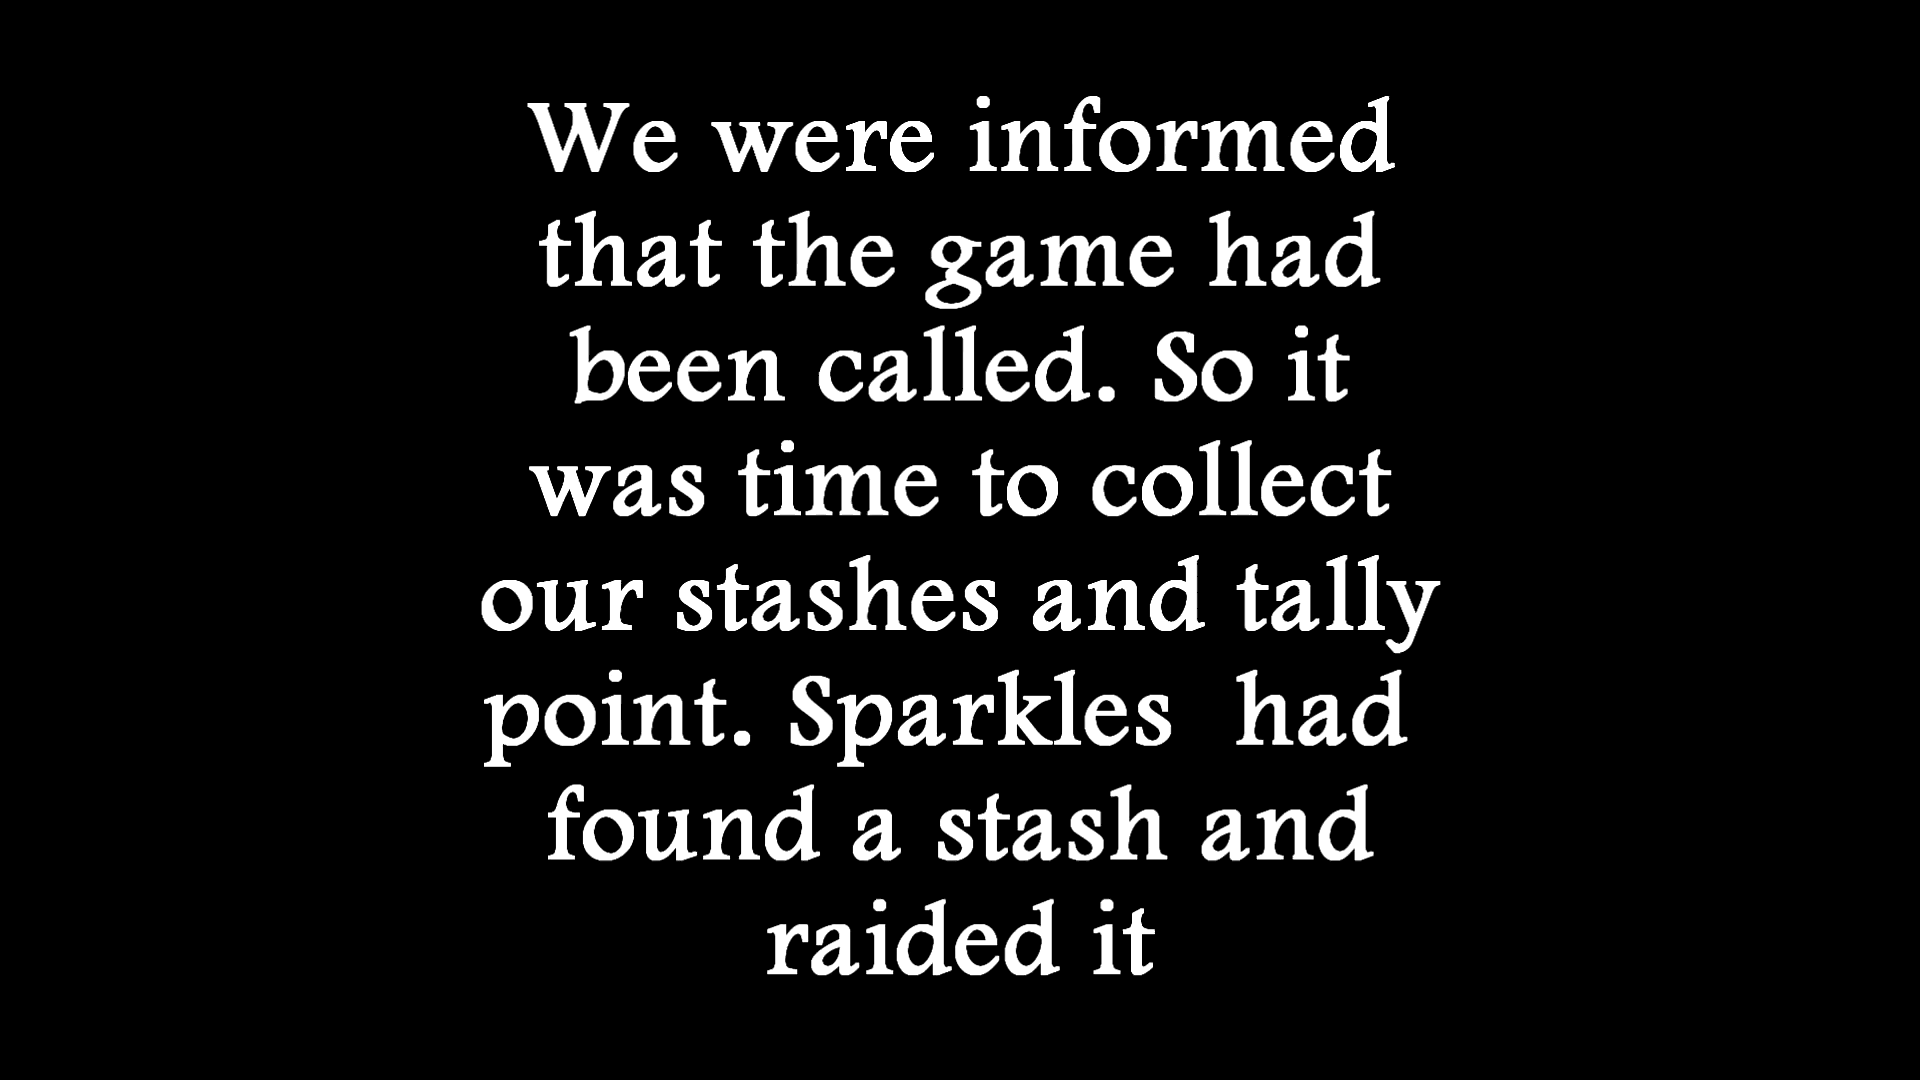 We were informed
that the game had
been called. So it
was time to collect
our stashes and tally
point. Sparkles  had
found a stash and
raided it